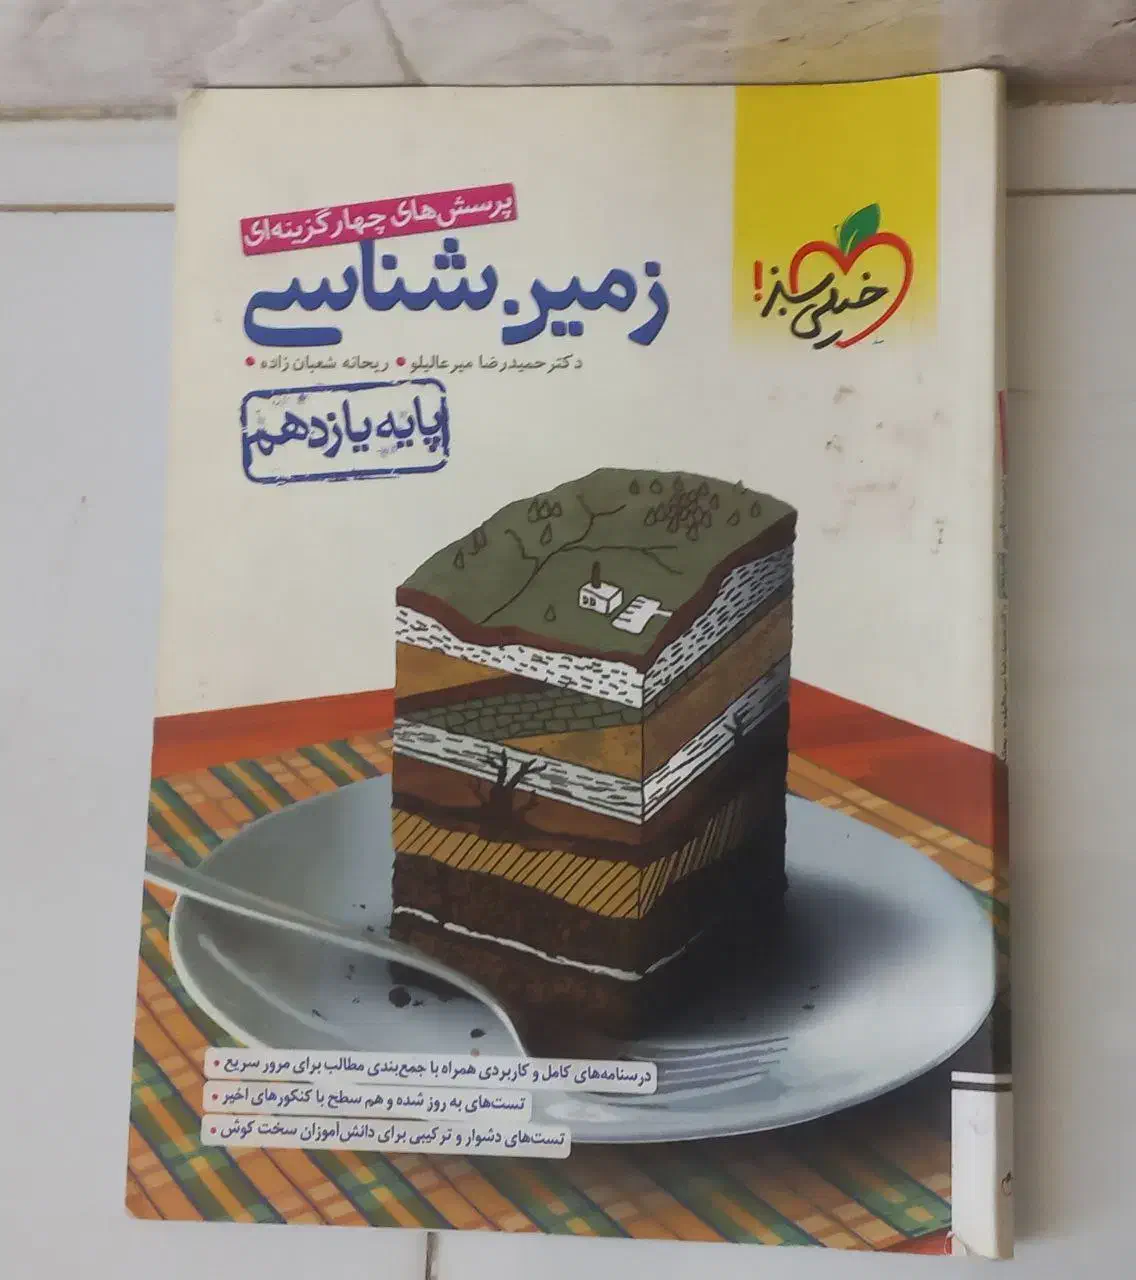 پرسش‌های چهارگزینه‌ای
زمین‌شناسی
دکتر حمیدرضا میرعالیلو • ریحانه شعبان‌زاده •
پایه یازدهم
خیلی سبز!
درسنامه‌های کامل و کاربردی همراه با جمع‌بندی مطالب برای مرور سریع •
تست‌های به روز شده و هم سطح با کنکورهای اخیر •
تست‌های دشوار و ترکیبی برای دانش‌آموزان سخت کوش •